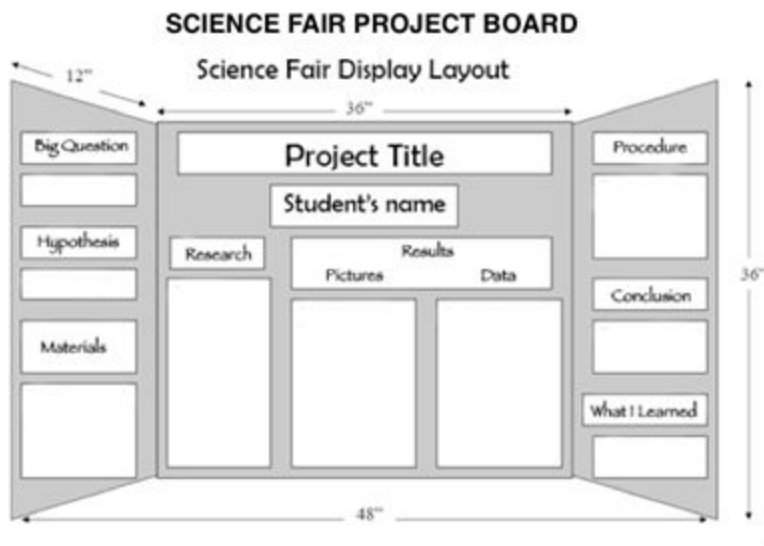 SCIENCE FAIR PROJECT BOARD
Science Fair Display Layout
12"
36"
Big Question
Hypothesis
Materials
Project Title
Student's name
Research
Results
Pictures Data
Procedure
Conclusion
What I Learned
36"
48"